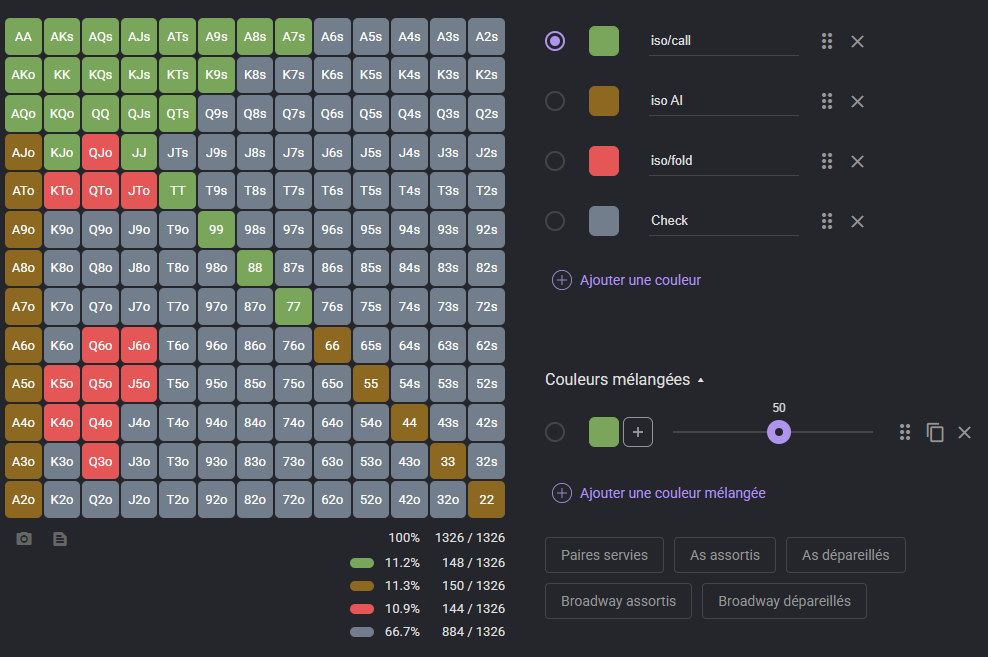 AA AKs AQs AJs ATs A9s A8s A7s A6s A5s A4s A3s A2s
AKo KK KQs KJs KTs K9s K8s K7s K6s K5s K4s K3s K2s
AQo KQo QQ QJs QTs Q9s Q8s Q7s Q6s Q5s Q4s Q3s Q2s
AJo KJo QJo JJ JTs J9s J8s J7s J6s J5s J4s J3s J2s
ATo KTo QTo JTo TT T9s T8s T7s T6s T5s T4s T3s T2s
A9o K9o Q9o J9o T9o 99 98s 97s 96s 95s 94s 93s 92s
A8o K8o Q8o J8o T8o 98o 88 87s 86s 85s 84s 83s 82s
A7o K7o Q7o J7o T7o 97o 87o 77 76s 75s 74s 73s 72s
A6o K6o Q6o J6o T6o 96o 86o 76o 66 65s 64s 63s 62s
A5o K5o Q5o J5o T5o 95o 85o 75o 65o 55 54s 53s 52s
A4o K4o Q4o J4o T4o 94o 84o 74o 64o 54o 44 43s 42s
A3o K3o Q3o J3o T3o 93o 83o 73o 63o 53o 43o 33 32s
A2o K2o Q2o J2o T2o 92o 82o 72o 62o 52o 42o 32o 22
100% 1326 / 1326
11.2% 148 / 1326
11.3% 150 / 1326
10.9% 144 / 1326
66.7% 884 / 1326
iso/call
iso AI
iso/fold
Check
Ajouter une couleur
Couleurs mélangées
50
+
Ajouter une couleur mélangée
Paires servies As assortis As dépareillés
Broadway assortis Broadway dépareillés